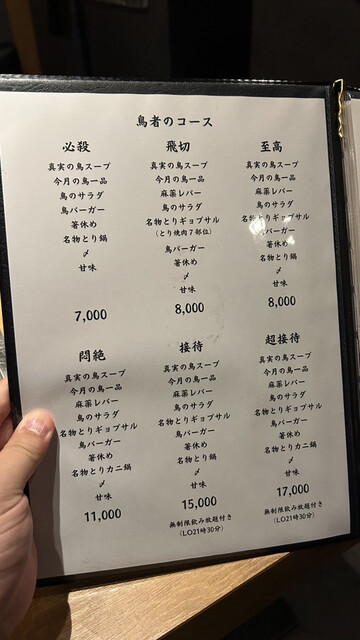 鳥者のコース
必殺
真実の鳥スープ
今月の鳥一品
鳥のサラダ
鳥バーガー
箸休め
名物とり鍋
〆
甘味
7,000
飛切
真実の鳥スープ
今月の鳥一品
麻薬レバー
鳥のサラダ
名物とりギョプサル
(とり焼肉7部位)
鳥バーガー
箸休め
名物とり鍋
〆
甘味
8,000
至高
真実の鳥スープ
今月の鳥一品
麻薬レバー
鳥のサラダ
名物とりギョプサル
鳥バーガー
箸休め
名物とり鍋
〆
甘味
8,000
悶絶
真実の鳥スープ
今月の鳥一品
麻薬レバー
鳥のサラダ
名物とりギョプサル
鳥バーガー
箸休め
名物とりカニ鍋
〆
甘味
11,000
接待
真実の鳥スープ
今月の鳥一品
麻薬レバー
鳥のサラダ
名物とりギョプサル
鳥バーガー
箸休め
名物とり鍋
〆
甘味
15,000
無制限飲み放題付き
(LO21時30分)
超接待
真実の鳥スープ
今月の鳥一品
麻薬レバー
鳥のサラダ
名物とりギョプサル
鳥バーガー
箸休め
名物とりカニ鍋
〆
甘味
17,000
無制限飲み放題付き
(LO21時30分)